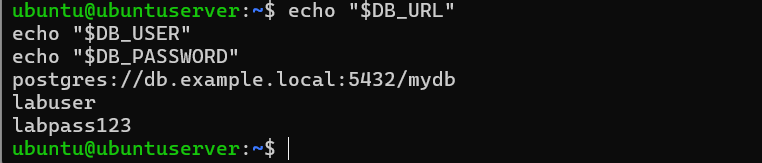 ubuntu@ubuntuserver:~$ echo "$DB_URL"
echo "$DB_USER"
echo "$DB_PASSWORD"
postgres://db.example.local:5432/mydb
labuser
labpass123
ubuntu@ubuntuserver:~$